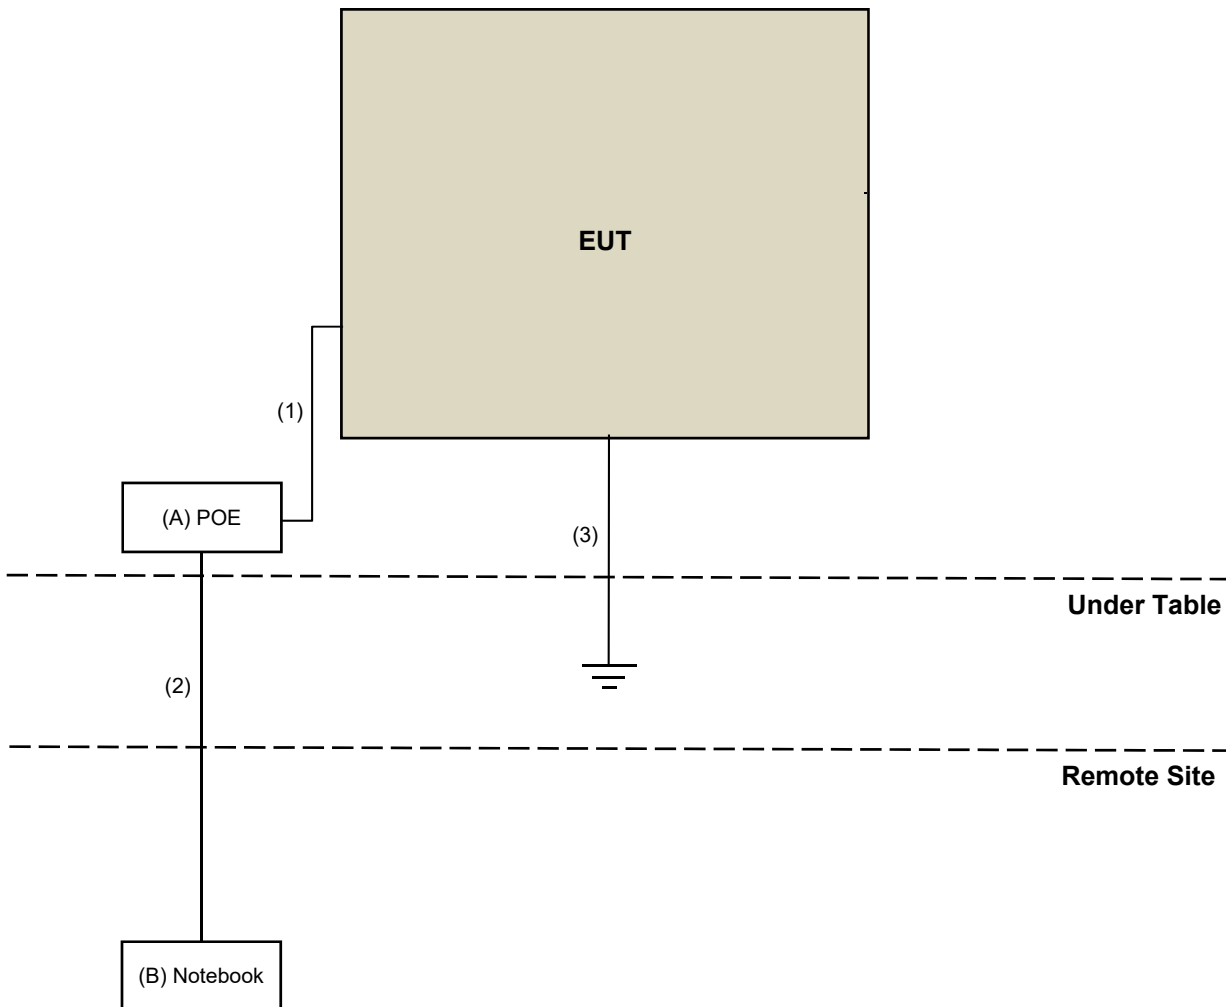 EUT
(1)
(A) POE
(3)
Under Table
(2)
Remote Site
(B) Notebook